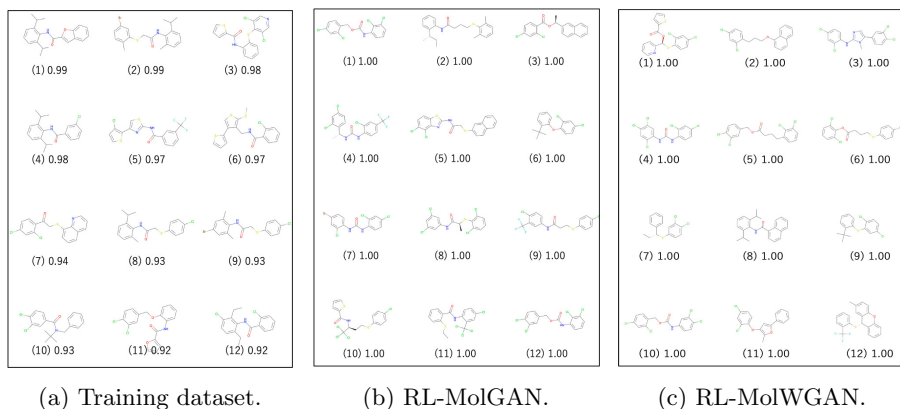 (1) 0.99 (2) 0.99 (3) 0.98
(4) 0.98 (5) 0.97 (6) 0.97
(7) 0.94 (8) 0.93 (9) 0.93
(10) 0.93 (11) 0.92 (12) 0.92
(a) Training dataset.
(1) 1.00 (2) 1.00 (3) 1.00
(4) 1.00 (5) 1.00 (6) 1.00
(7) 1.00 (8) 1.00 (9) 1.00
(10) 1.00 (11) 1.00 (12) 1.00
(b) RL-MolGAN.
(1) 1.00 (2) 1.00 (3) 1.00
(4) 1.00 (5) 1.00 (6) 1.00
(7) 1.00 (8) 1.00 (9) 1.00
(10) 1.00 (11) 1.00 (12) 1.00
(c) RL-MolWGAN.